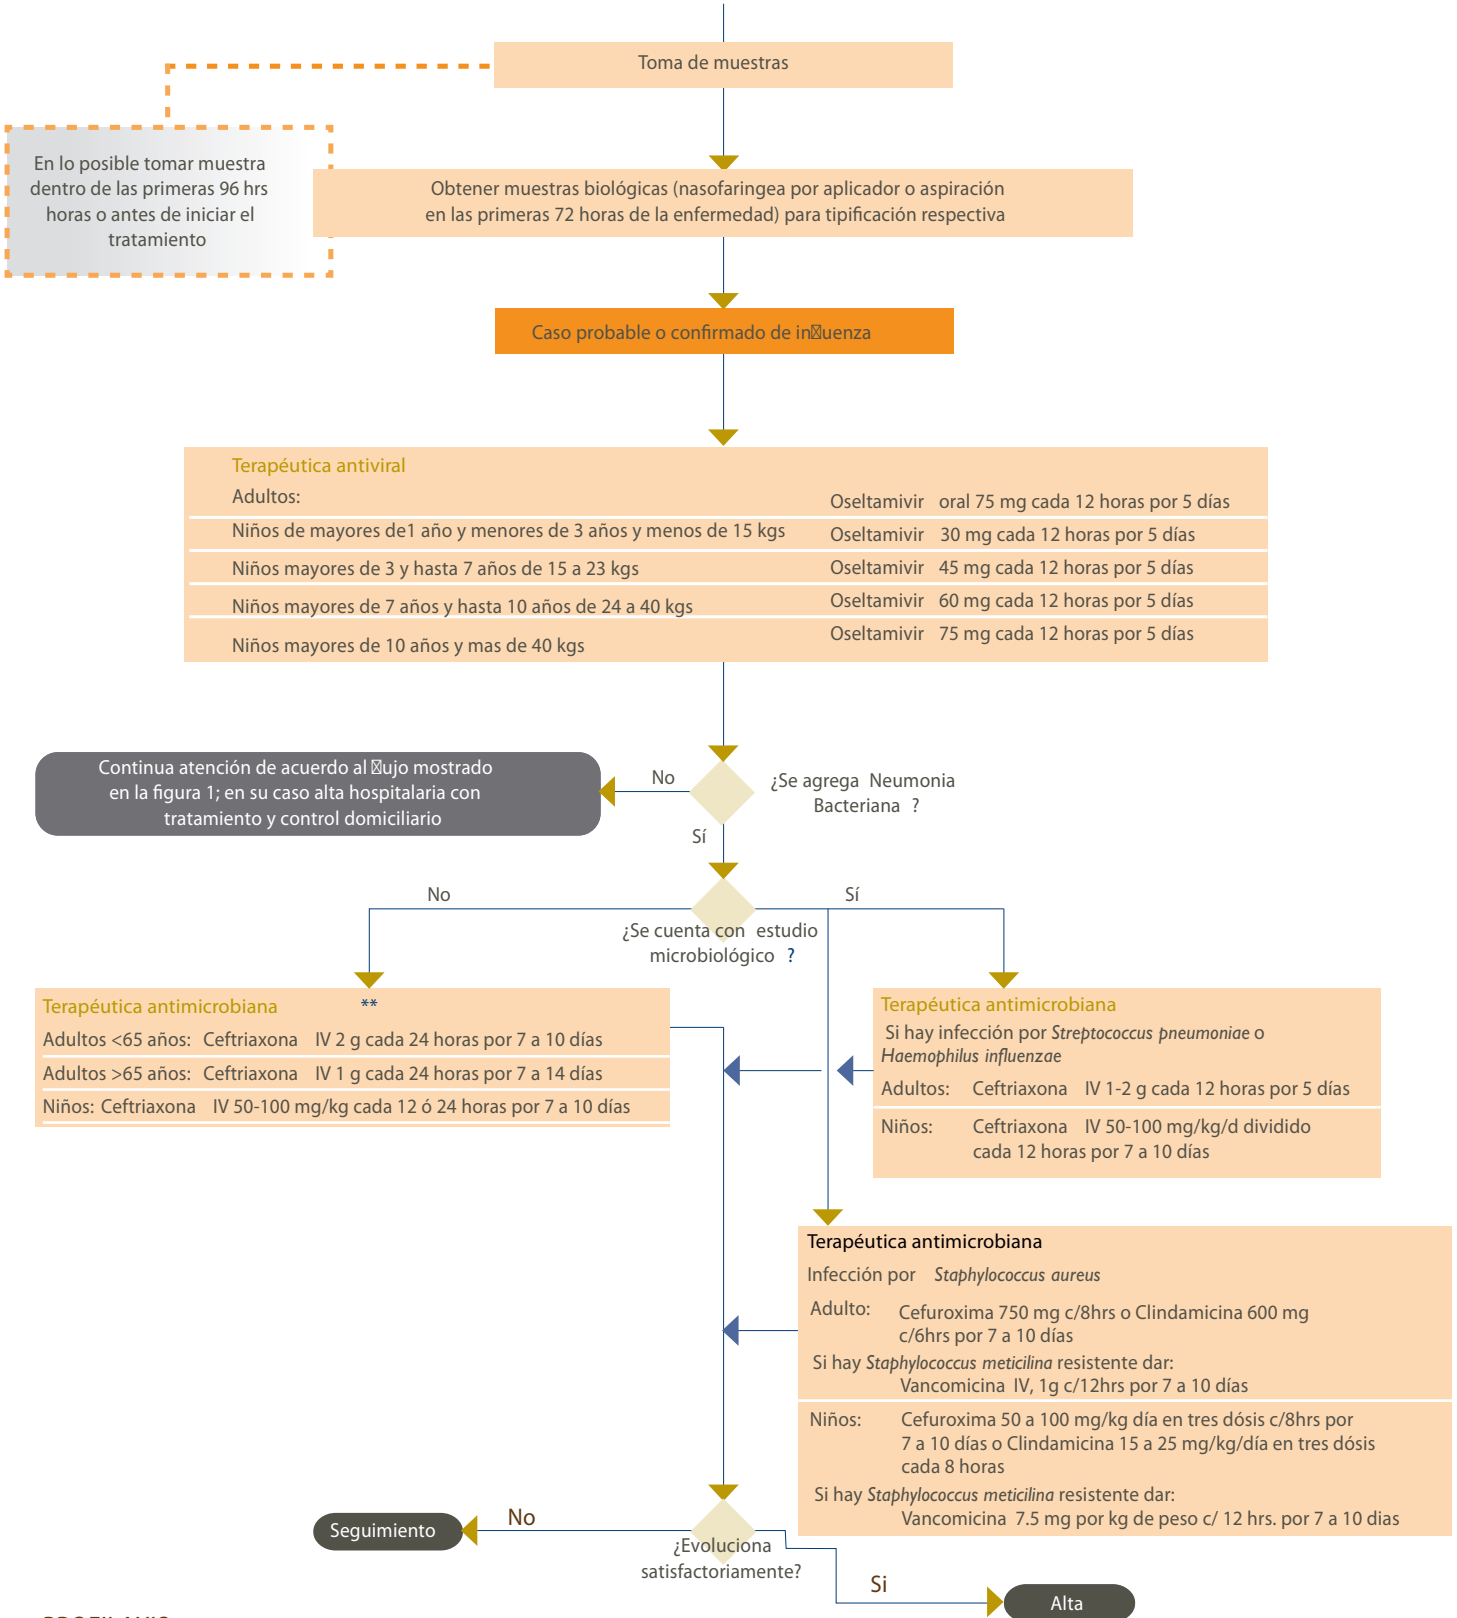 Toma de muestras
En lo posible tomar muestra
dentro de las primeras 96 hrs
horas o antes de iniciar el
tratamiento
Obtener muestras biológicas (nasofaringea por aplicador o aspiración
en las primeras 72 horas de la enfermedad) para tipificación respectiva
Caso probable o confirmado de in☒uenza
Terapéutica antiviral
Adultos: Oseltamivir oral 75 mg cada 12 horas por 5 días
Niños de mayores de1 año y menores de 3 años y menos de 15 kgs Oseltamivir 30 mg cada 12 horas por 5 días
Niños mayores de 3 y hasta 7 años de 15 a 23 kgs Oseltamivir 45 mg cada 12 horas por 5 días
Niños mayores de 7 años y hasta 10 años de 24 a 40 kgs Oseltamivir 60 mg cada 12 horas por 5 días
Niños mayores de 10 años y mas de 40 kgs Oseltamivir 75 mg cada 12 horas por 5 días
Continua atención de acuerdo al ☒ujo mostrado
en la figura 1; en su caso alta hospitalaria con
tratamiento y control domiciliario
No
¿Se agrega Neumonia
Bacteriana ?
Sí
No
Sí
¿Se cuenta con estudio
microbiológico ?
Terapéutica antimicrobiana **
Adultos <65 años: Ceftriaxona IV 2 g cada 24 horas por 7 a 10 días
Adultos >65 años: Ceftriaxona IV 1 g cada 24 horas por 7 a 14 días
Niños: Ceftriaxona IV 50-100 mg/kg cada 12 ó 24 horas por 7 a 10 días
Terapéutica antimicrobiana
Si hay infección por Streptococcus pneumoniae o
Haemophilus influenzae
Adultos: Ceftriaxona IV 1-2 g cada 12 horas por 5 días
Niños: Ceftriaxona IV 50-100 mg/kg/d dividido
cada 12 horas por 7 a 10 días
Terapéutica antimicrobiana
Infección por Staphylococcus aureus
Adulto: Cefuroxima 750 mg c/8hrs o Clindamicina 600 mg
c/6hrs por 7 a 10 días
Si hay Staphylococcus meticilina resistente dar:
Vancomicina IV, 1g c/12hrs por 7 a 10 días
Niños: Cefuroxima 50 a 100 mg/kg día en tres dósis c/8hrs por
7 a 10 días o Clindamicina 15 a 25 mg/kg/día en tres dósis
cada 8 horas
Si hay Staphylococcus meticilina resistente dar:
Vancomicina 7.5 mg por kg de peso c/ 12 hrs. por 7 a 10 dias
Seguimiento
No
¿Evoluciona
satisfactoriamente?
Si
Alta